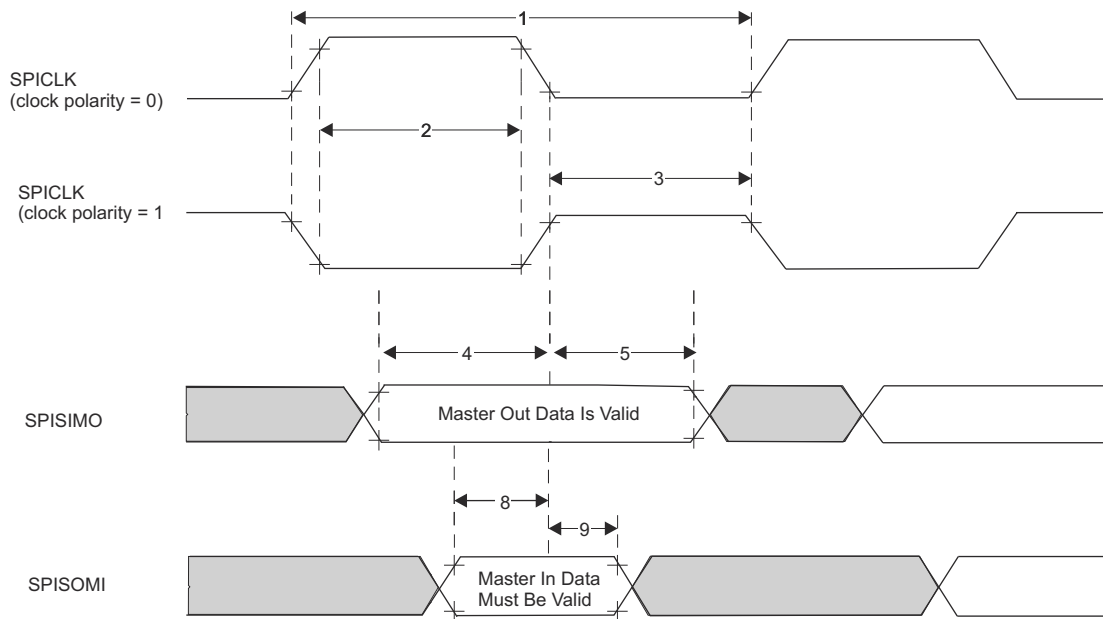 1
SPICLK
(clock polarity = 0)
2
3
SPICLK
(clock polarity = 1
4
5
SPISIMO
Master Out Data Is Valid
8
9
SPISOMI
Master In Data
Must Be Valid